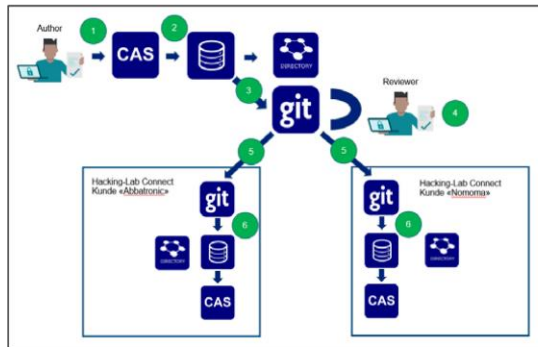 Author
1
2
CAS
DIRECTORY
3
git
Reviewer
4
5
5
Hacking-Lab Connect
Kunde «Abbatronic»
git
6
DIRECTORY
CAS
Hacking-Lab Connect
Kunde «Nomoma»
git
6
DIRECTORY
CAS